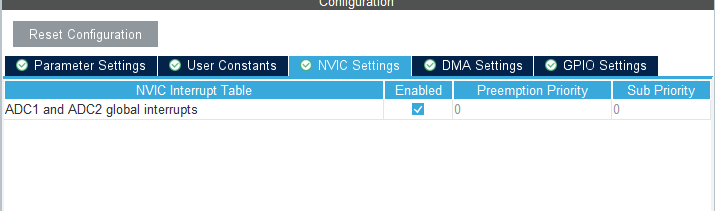 Configuration
Reset Configuration
Parameter Settings User Constants NVIC Settings DMA Settings GPIO Settings
NVIC Interrupt Table Enabled Preemption Priority Sub Priority
ADC1 and ADC2 global interrupts 0 0